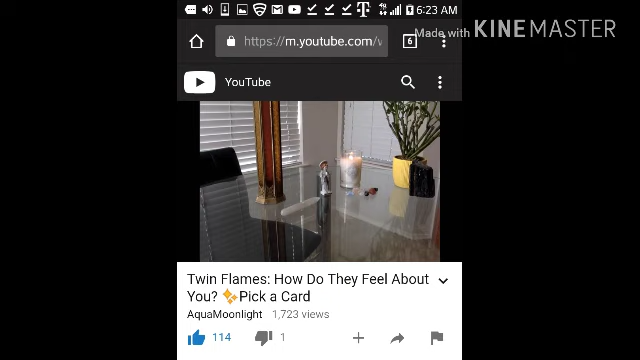 6:23 AM
https://m.youtube.com/
6
Made with KINEMASTER
YouTube
Twin Flames: How Do They Feel About
You? ✨Pick a Card
AquaMoonlight 1,723 views
114 1